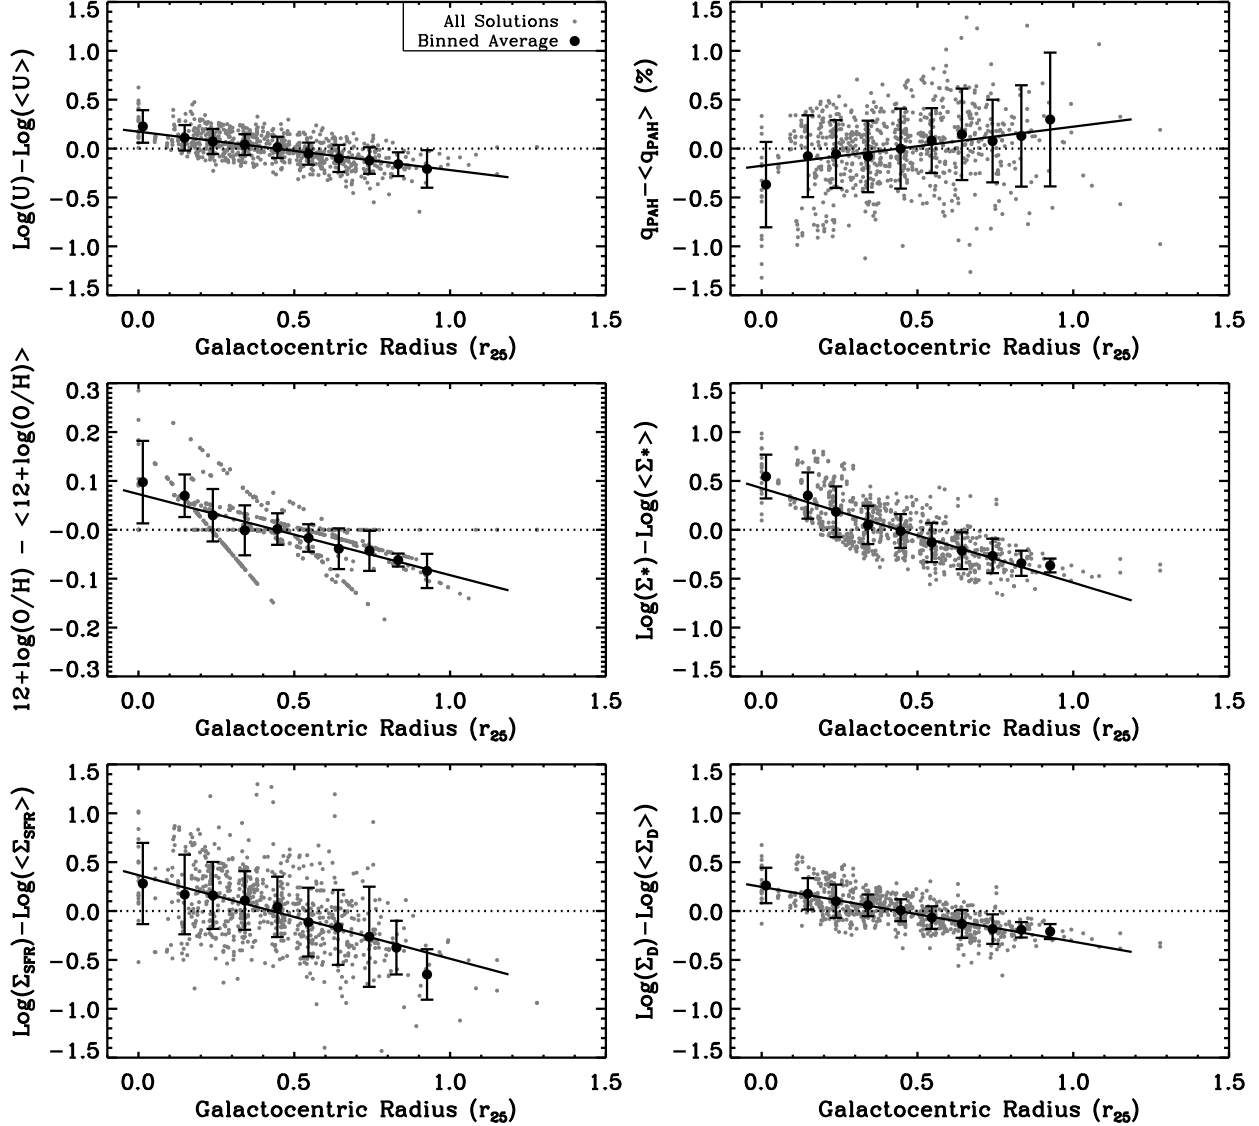 All Solutions
Binned Average
Log(U)−Log(<U>)
1.5
1.0
0.5
0.0
−0.5
−1.0
−1.5
0.0 0.5 1.0 1.5
Galactocentric Radius (r25)
qPAH−<qPAH> (%)
1.5
1.0
0.5
0.0
−0.5
−1.0
−1.5
0.0 0.5 1.0 1.5
Galactocentric Radius (r25)
12+log(O/H) − <12+log(O/H)>
0.3
0.2
0.1
−0.0
−0.1
−0.2
−0.3
0.0 0.5 1.0 1.5
Galactocentric Radius (r25)
Log(Σ*)−Log(<Σ*>)
1.5
1.0
0.5
0.0
−0.5
−1.0
−1.5
0.0 0.5 1.0 1.5
Galactocentric Radius (r25)
Log(ΣSFR)−Log(<ΣSFR>)
1.5
1.0
0.5
0.0
−0.5
−1.0
−1.5
0.0 0.5 1.0 1.5
Galactocentric Radius (r25)
Log(ΣD)−Log(<ΣD>)
1.5
1.0
0.5
0.0
−0.5
−1.0
−1.5
0.0 0.5 1.0 1.5
Galactocentric Radius (r25)